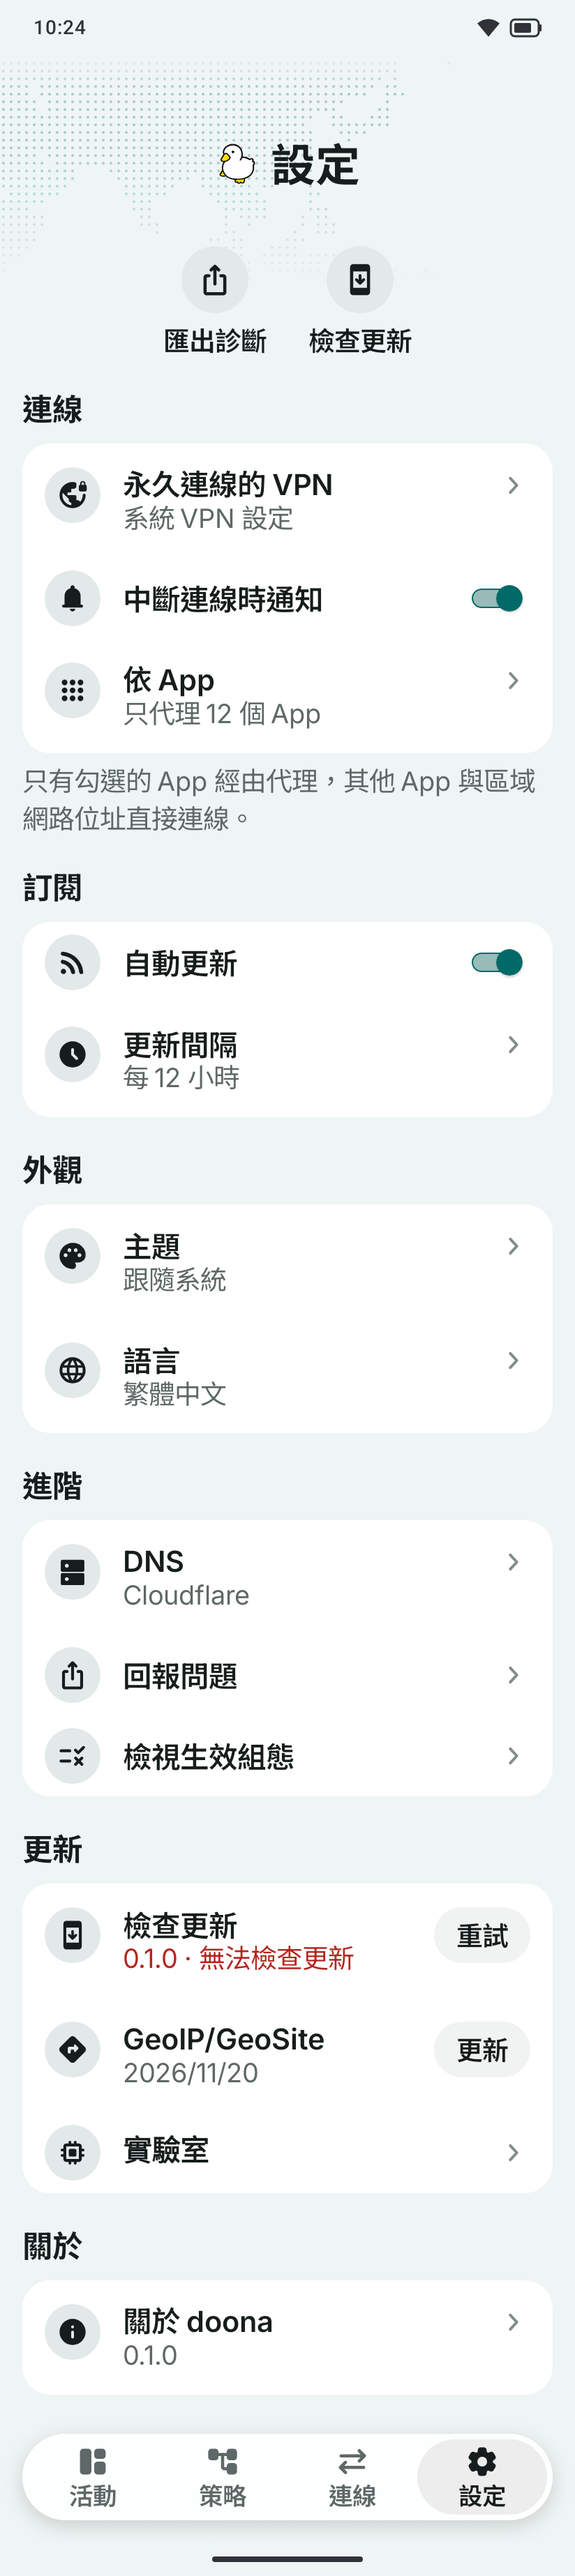 10:24
設定
匯出診斷
檢查更新
連線
永久連線的 VPN
系統 VPN 設定
中斷連線時通知
依 App
只代理 12 個 App
只有勾選的 App 經由代理，其他 App 與區域
網路位址直接連線。
訂閱
自動更新
更新間隔
每 12 小時
外觀
主題
跟隨系統
語言
繁體中文
進階
DNS
Cloudflare
回報問題
檢視生效組態
更新
檢查更新
0.1.0 · 無法檢查更新
重試
GeoIP/GeoSite
2026/11/20
更新
實驗室
關於
關於 doona
0.1.0
活動
策略
連線
設定